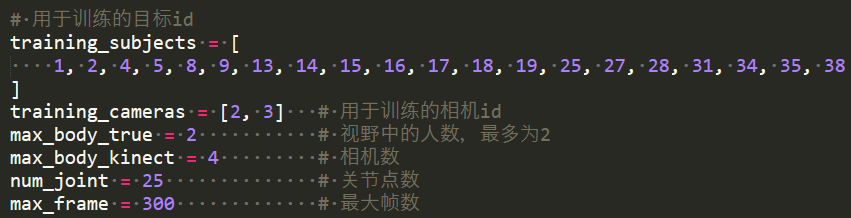 # 用于训练的目标id
training_subjects = [
    1, 2, 4, 5, 8, 9, 13, 14, 15, 16, 17, 18, 19, 25, 27, 28, 31, 34, 35, 38
]
training_cameras = [2, 3]   # 用于训练的相机id
max_body_true = 2           # 视野中的人数, 最多为2
max_body_kinect = 4         # 相机数
num_joint = 25              # 关节点数
max_frame = 300             # 最大帧数